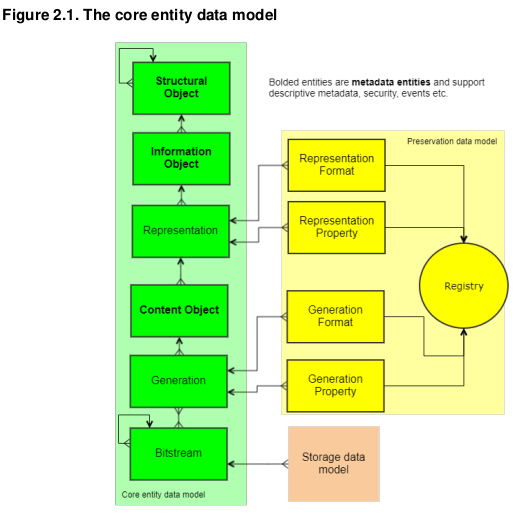 Figure 2.1. The core entity data model
Structural
Object
Bolded entities are metadata entities and support
descriptive metadata, security, events etc.
Information
Object
Preservation data model
Representation
Format
Representation
Representation
Property
Registry
Content Object
Generation
Format
Generation
Generation
Property
Bitstream
Storage data
model
Core entity data model